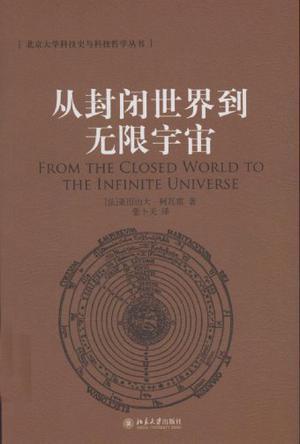 [ 北京大学科技史与科技哲学丛书 ]
从封闭世界到
无限宇宙
FROM THE CLOSED WORLD TO
THE INFINITE UNIVERSE
[法]亚历山大·柯瓦雷 著
张卜天 译
北京大学出版社